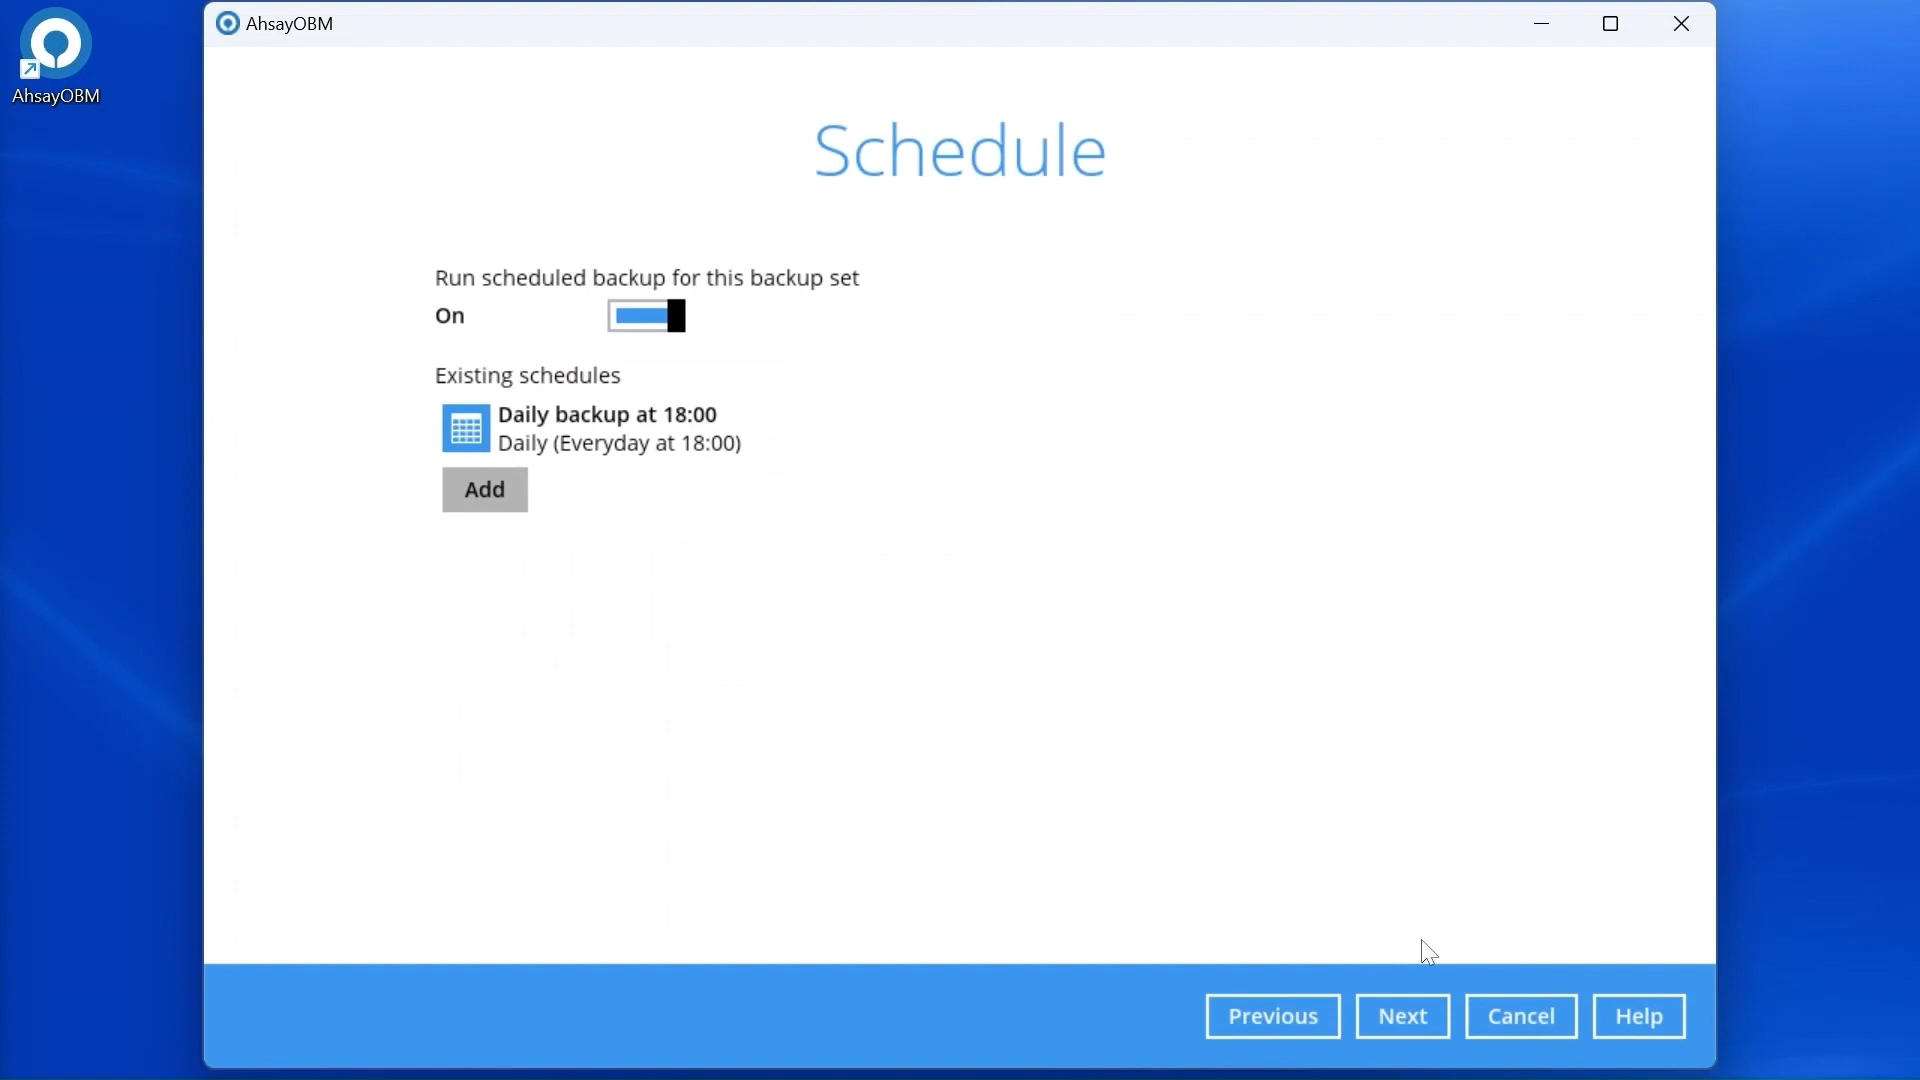 AhsayOBM
AhsayOBM
Schedule
Run scheduled backup for this backup set
On
Existing schedules
Daily backup at 18:00
Daily (Everyday at 18:00)
Add
Previous
Next
Cancel
Help